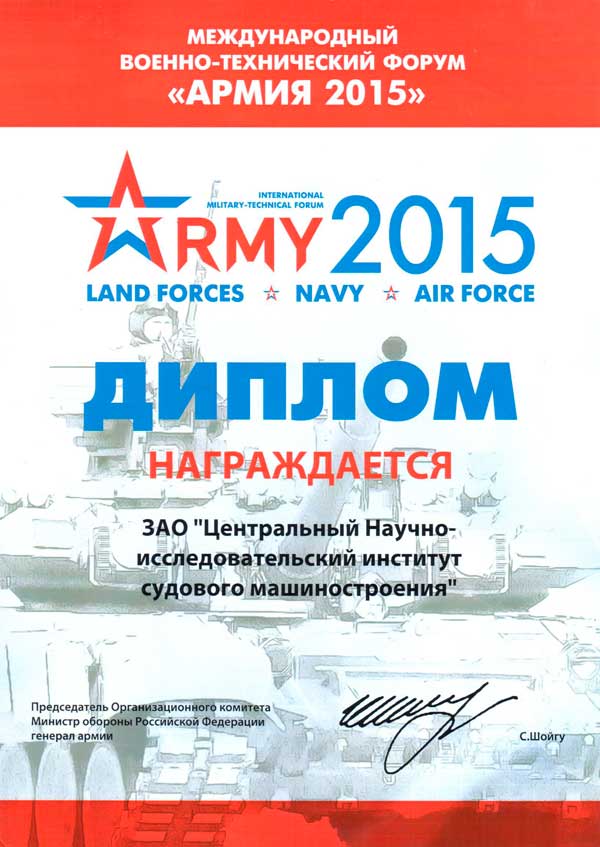 МЕЖДУНАРОДНЫЙ
ВОЕННО-ТЕХНИЧЕСКИЙ ФОРУМ
«АРМИЯ 2015»
INTERNATIONAL
MILITARY-TECHNICAL FORUM
ARMY 2015
LAND FORCES ★ NAVY ★ AIR FORCE
ДИПЛОМ
НАГРАЖДАЕТСЯ
ЗАО "Центральный Научно-
исследовательский институт
судового машиностроения"
Председатель Организационного комитета
Министр обороны Российской Федерации
генерал армии
С.Шойгу